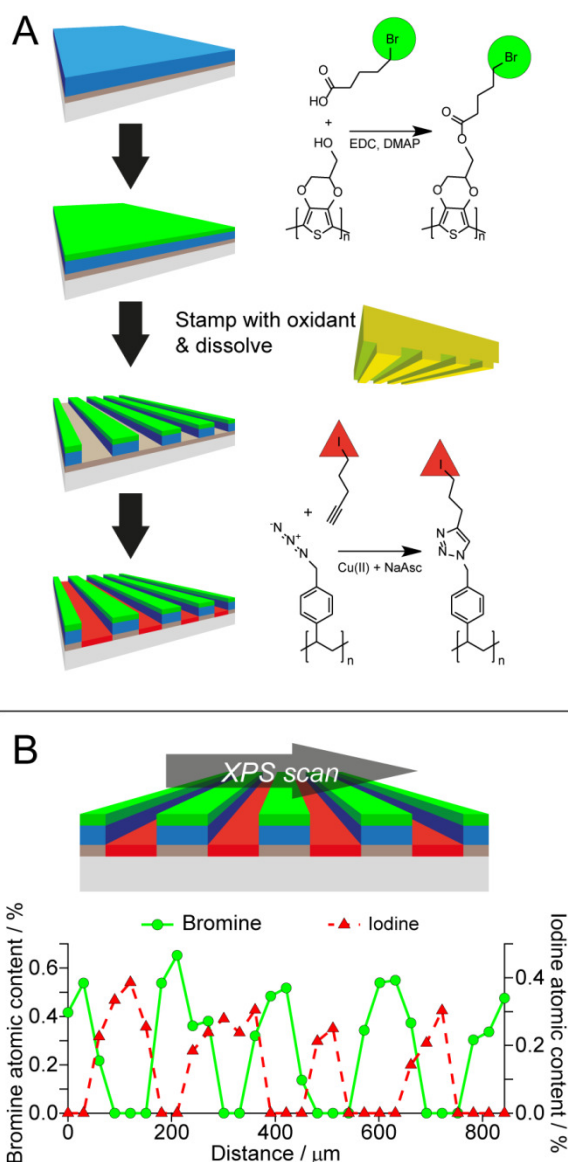 A
Br
O
HO
+
HO
EDC, DMAP
O
O
S
n
Br
O
O
O
O
S
n
Stamp with oxidant
& dissolve
I
+
-N
N+
N
Cu(II) + NaAsc
n
I
N
N
N
n
B
XPS scan
Bromine
Iodine
Bromine atomic content / %
0.6
0.4
0.2
0.0
Iodine atomic content / %
0.4
0.2
0.0
0 200 400 600 800
Distance / μm